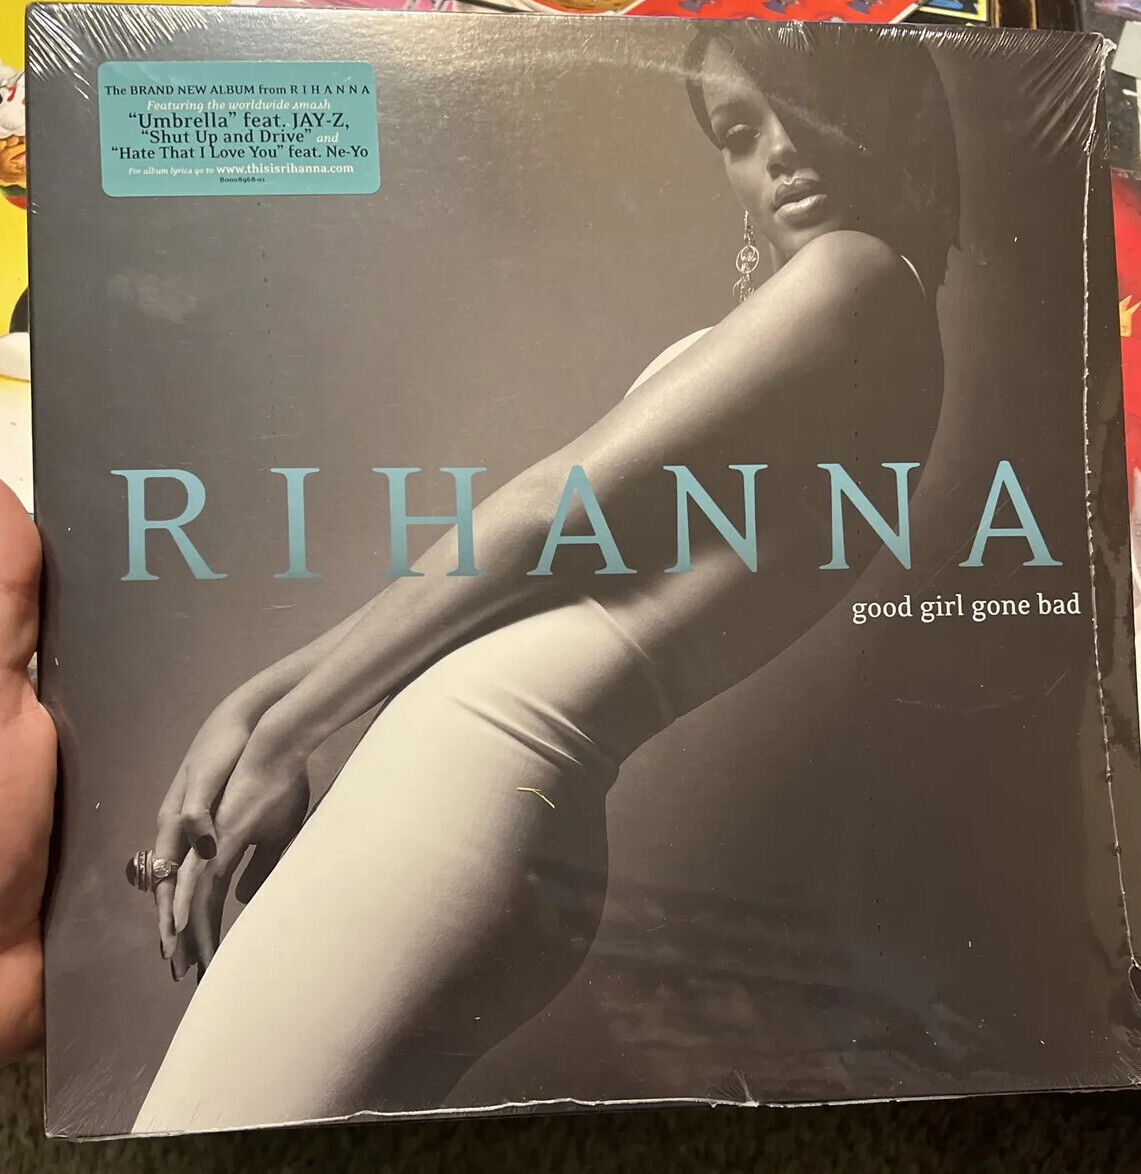 The BRAND NEW ALBUM from R I H A N N A
Featuring the worldwide smash
“Umbrella” feat. JAY-Z,
“Shut Up and Drive” and
“Hate That I Love You” feat. Ne-Yo
For album lyrics go to www.thisisrihanna.com
B0008968-01
RIHANNA
good girl gone bad